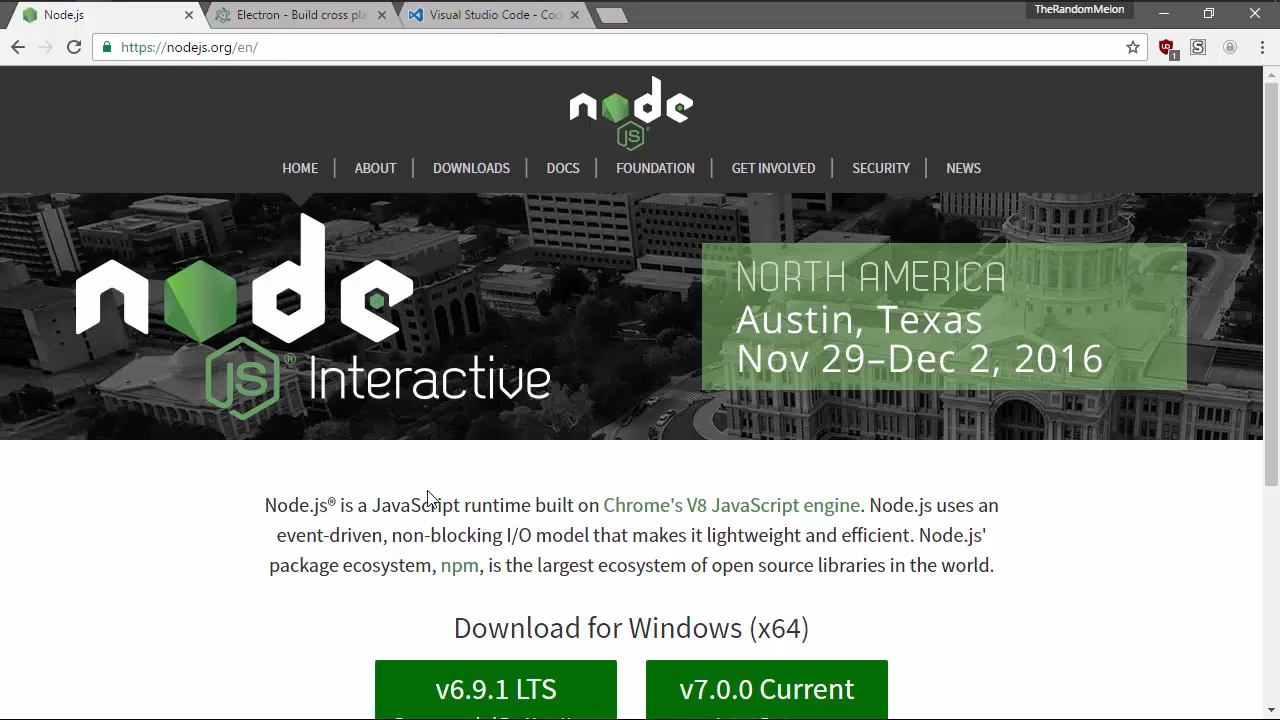 Node.js
Electron - Build cross pla
Visual Studio Code - Cod
TheRandomMelon
https://nodejs.org/en/
1
node
JS
HOME
ABOUT
DOWNLOADS
DOCS
FOUNDATION
GET INVOLVED
SECURITY
NEWS
node
JS ® Interactive
NORTH AMERICA
Austin, Texas
Nov 29–Dec 2, 2016
Node.js® is a JavaScript runtime built on Chrome's V8 JavaScript engine. Node.js uses an
event-driven, non-blocking I/O model that makes it lightweight and efficient. Node.js'
package ecosystem, npm, is the largest ecosystem of open source libraries in the world.
Download for Windows (x64)
v6.9.1 LTS
v7.0.0 Current